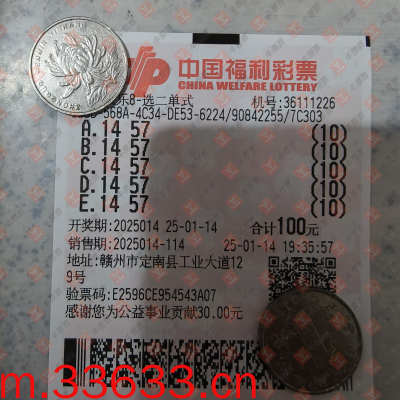 中国福利彩票
CHINA WELFARE LOTTERY
乐8-选二单式 机号:36111226
568A-4C34-DE53-6224/90842255/7C303
A.14 57 (10)
B.14 57 (10)
C.14 57 (10)
D.14 57 (10)
E.14 57 (10)
开奖期:2025014 25-01-14 合计100元
销售期:2025014-114 25-01-14 19:35:57
地址:赣州市定南县工业大道12
9号
验票码:E2596CE954543A07
感谢您为公益事业贡献30.00元
m.33633.cn